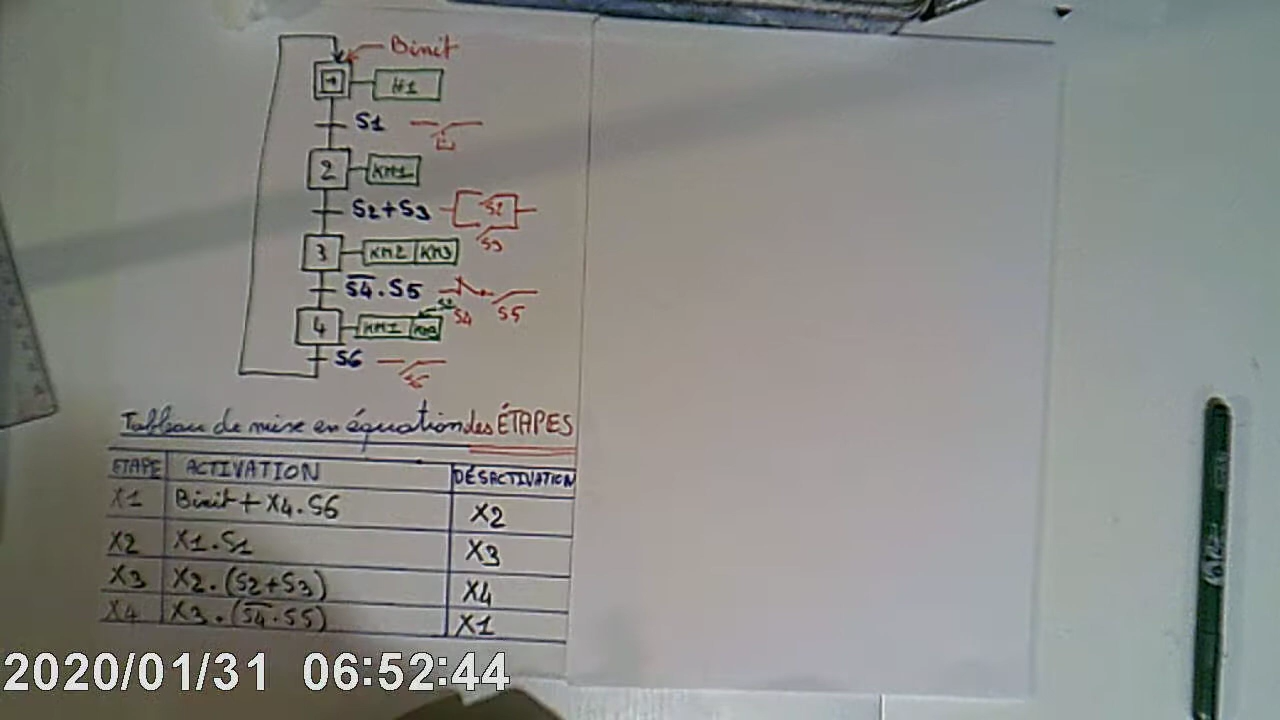 Binit
1 H1
S1
2 KM1
S2+S3 S2
S3
3 KM2 KM3
S̅4̅.S5 S4 S5
4 KM1
S6
Tableau de mise en équation des ÉTAPES
ETAPE ACTIVATION DÉSACTIVATION
X1 Binit + X4.S6 X2
X2 X1.S1 X3
X3 X2.(S2+S3) X4
X4 X3.(S̅4̅.S5) X1
2020/01/31 06:52:44